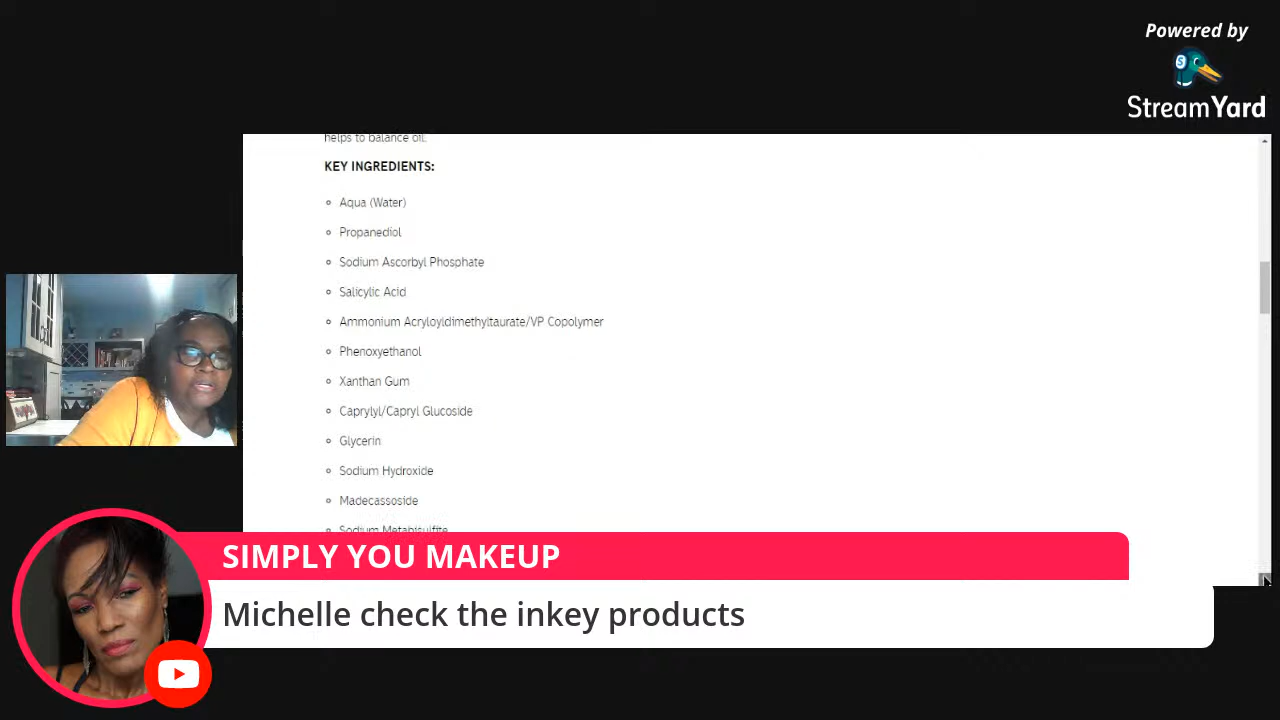 Powered by
StreamYard
helps to balance oil.
KEY INGREDIENTS:
Aqua (Water)
Propanediol
Sodium Ascorbyl Phosphate
Salicylic Acid
Ammonium Acryloyldimethyltaurate/VP Copolymer
Phenoxyethanol
Xanthan Gum
Caprylyl/Capryl Glucoside
Glycerin
Sodium Hydroxide
Madecassoside
Sodium Metabisulfite
SIMPLY YOU MAKEUP
Michelle check the inkey products